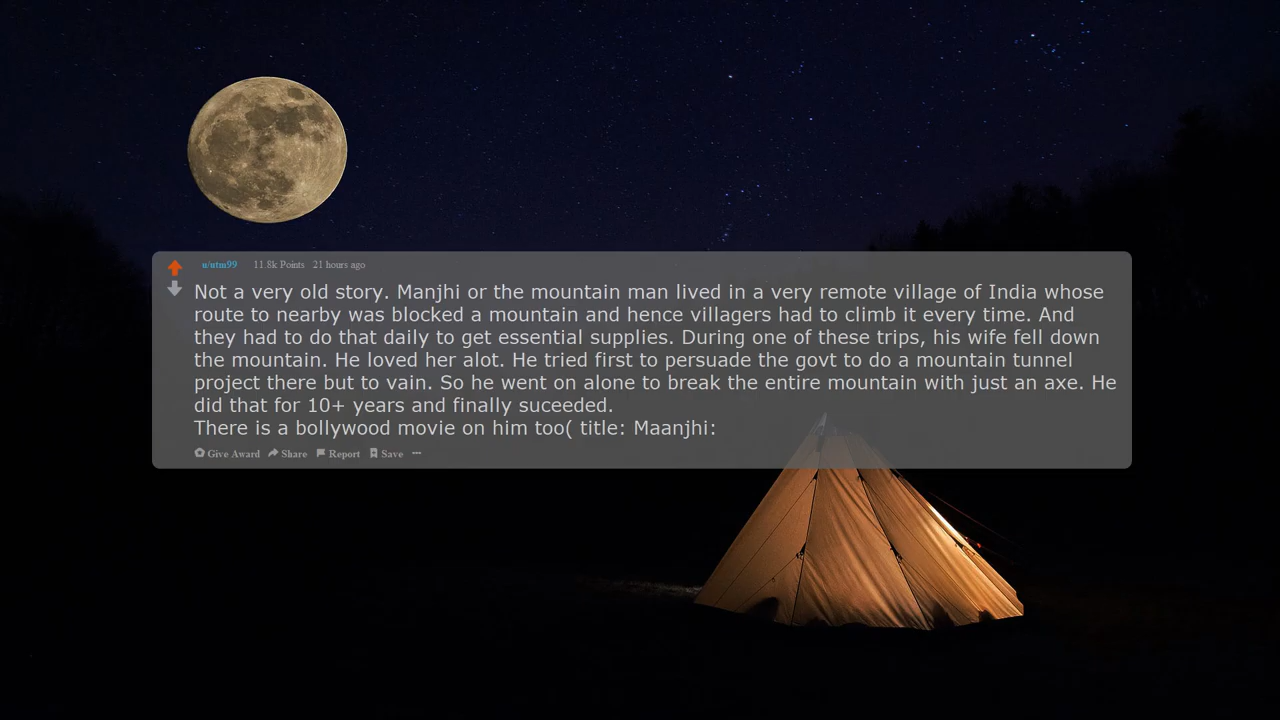 u/utm99 11.8k Points 21 hours ago
Not a very old story. Manjhi or the mountain man lived in a very remote village of India whose
route to nearby was blocked a mountain and hence villagers had to climb it every time. And
they had to do that daily to get essential supplies. During one of these trips, his wife fell down
the mountain. He loved her alot. He tried first to persuade the govt to do a mountain tunnel
project there but to vain. So he went on alone to break the entire mountain with just an axe. He
did that for 10+ years and finally suceeded.
There is a bollywood movie on him too( title: Maanjhi:
Give Award Share Report Save